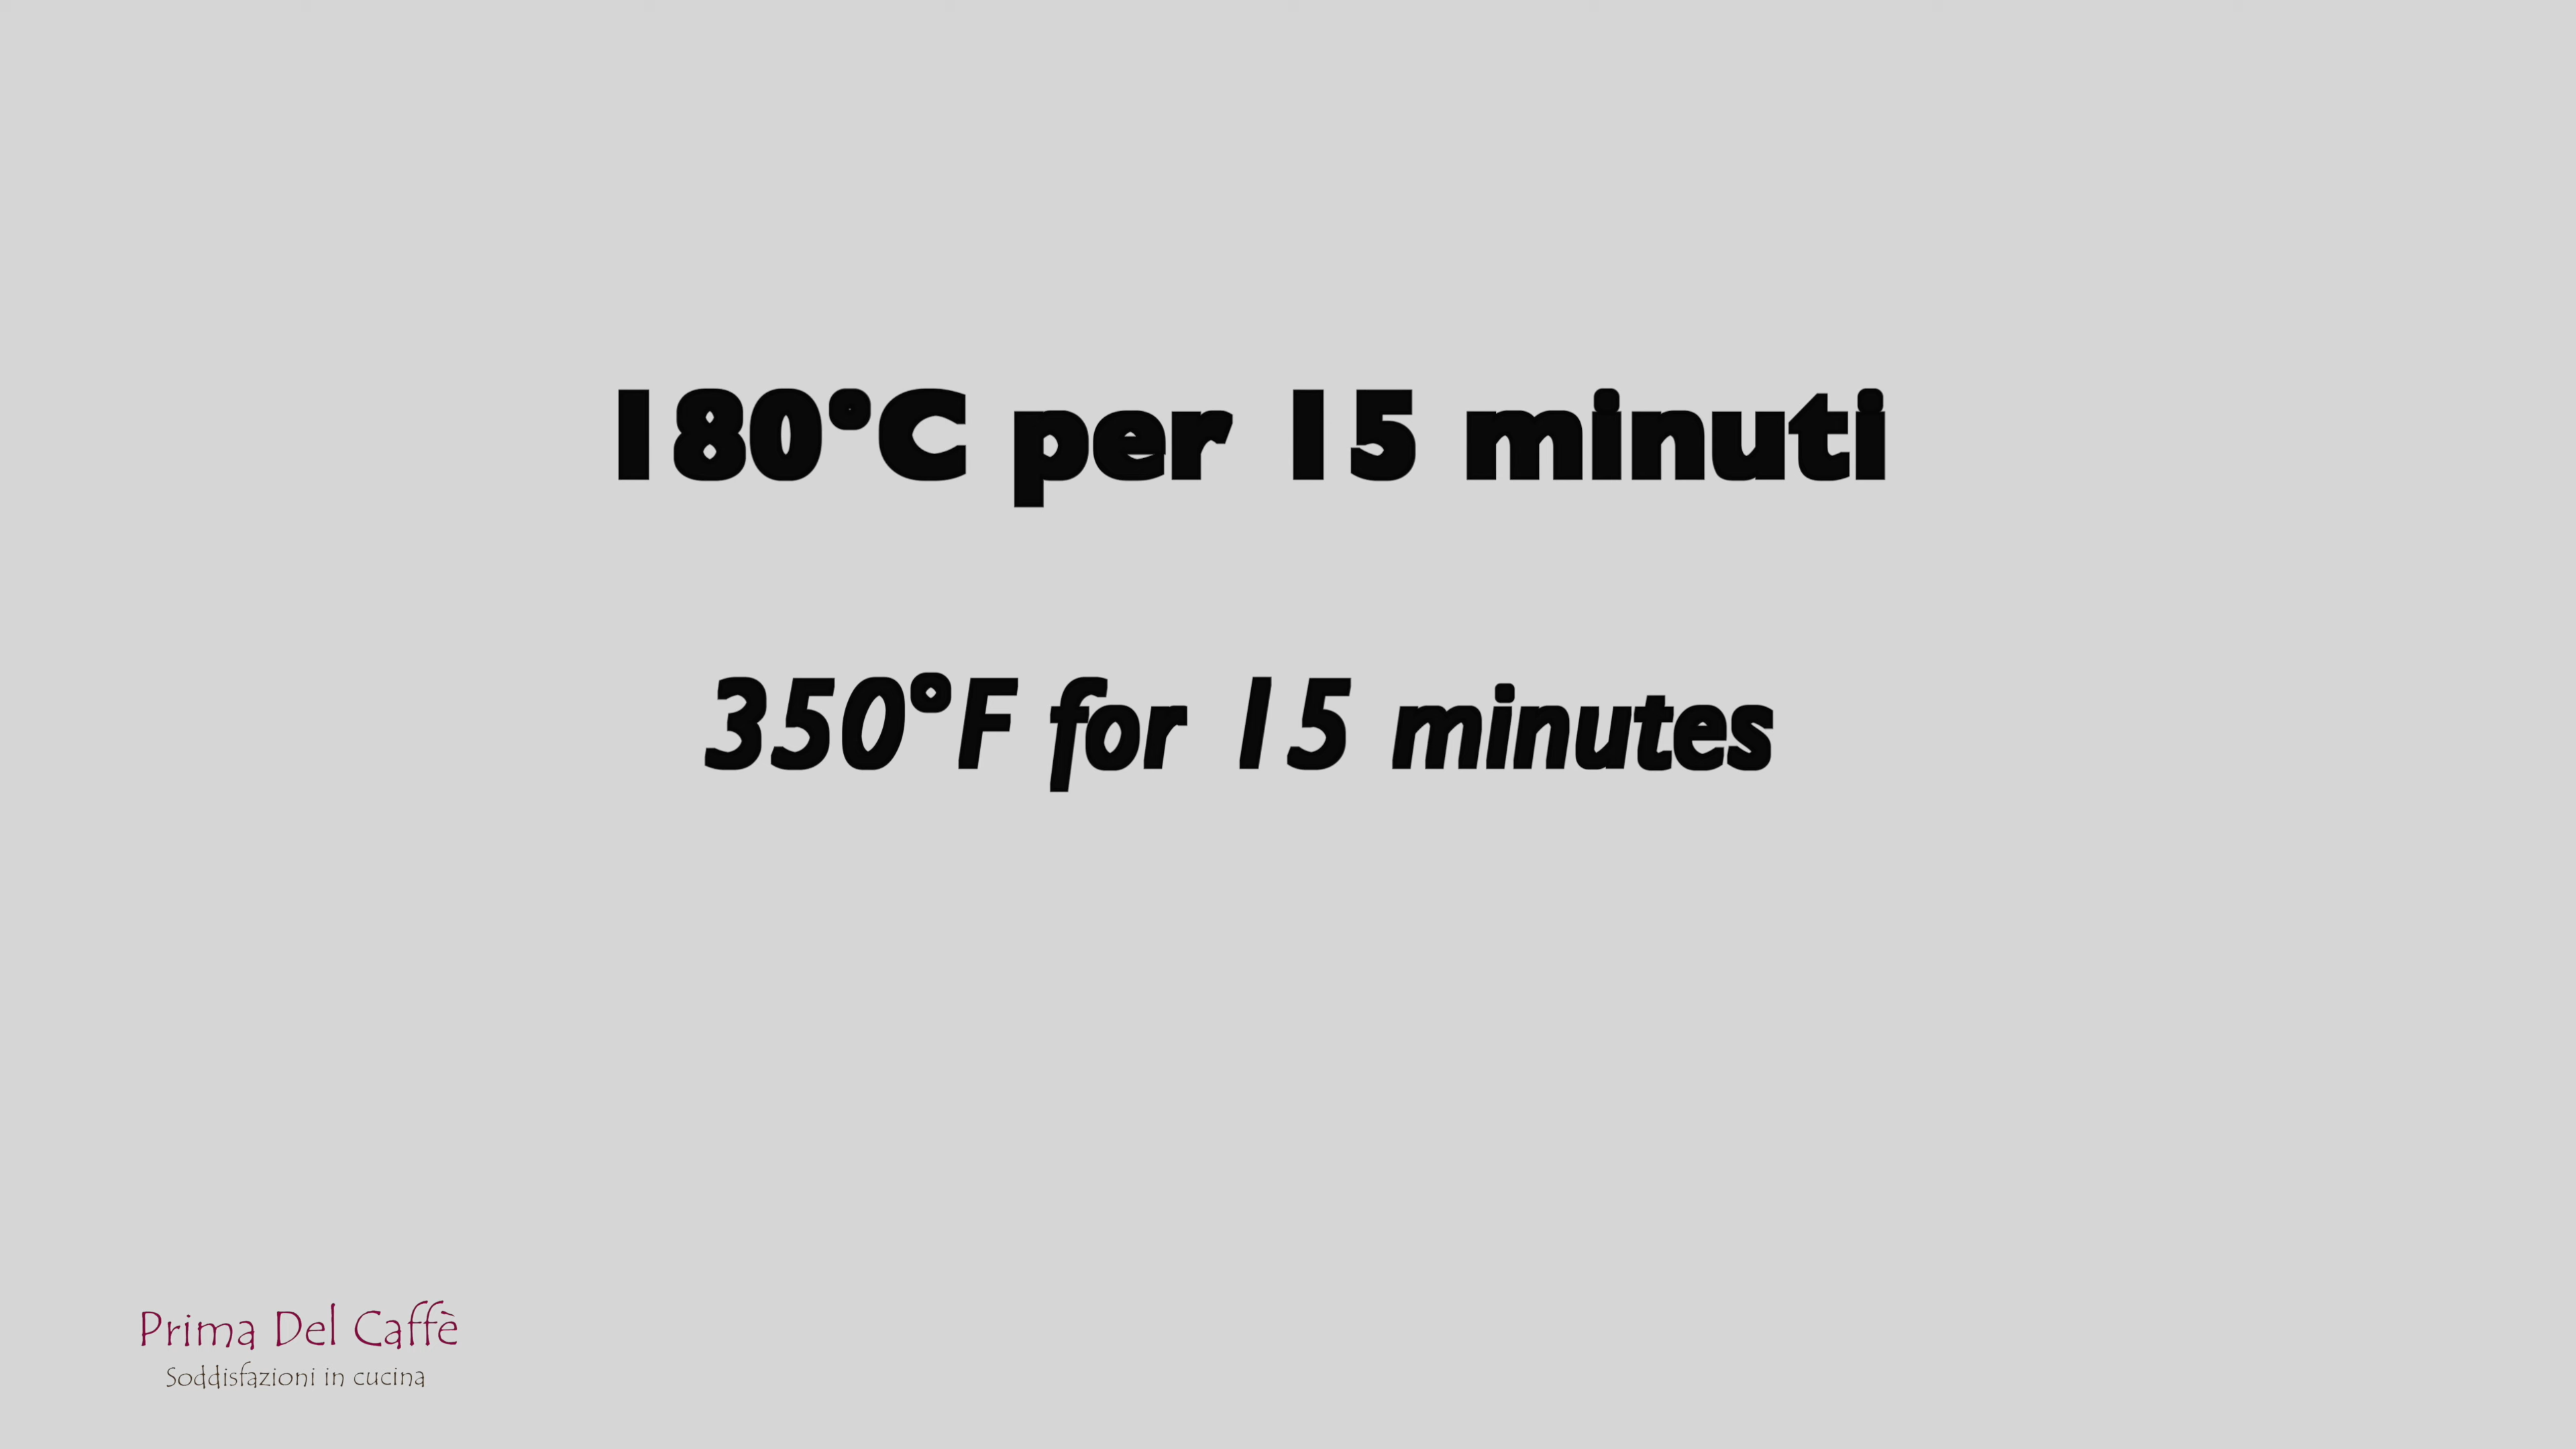 180°C per 15 minuti
350°F for 15 minutes
Prima Del Caffè
Soddisfazioni in cucina